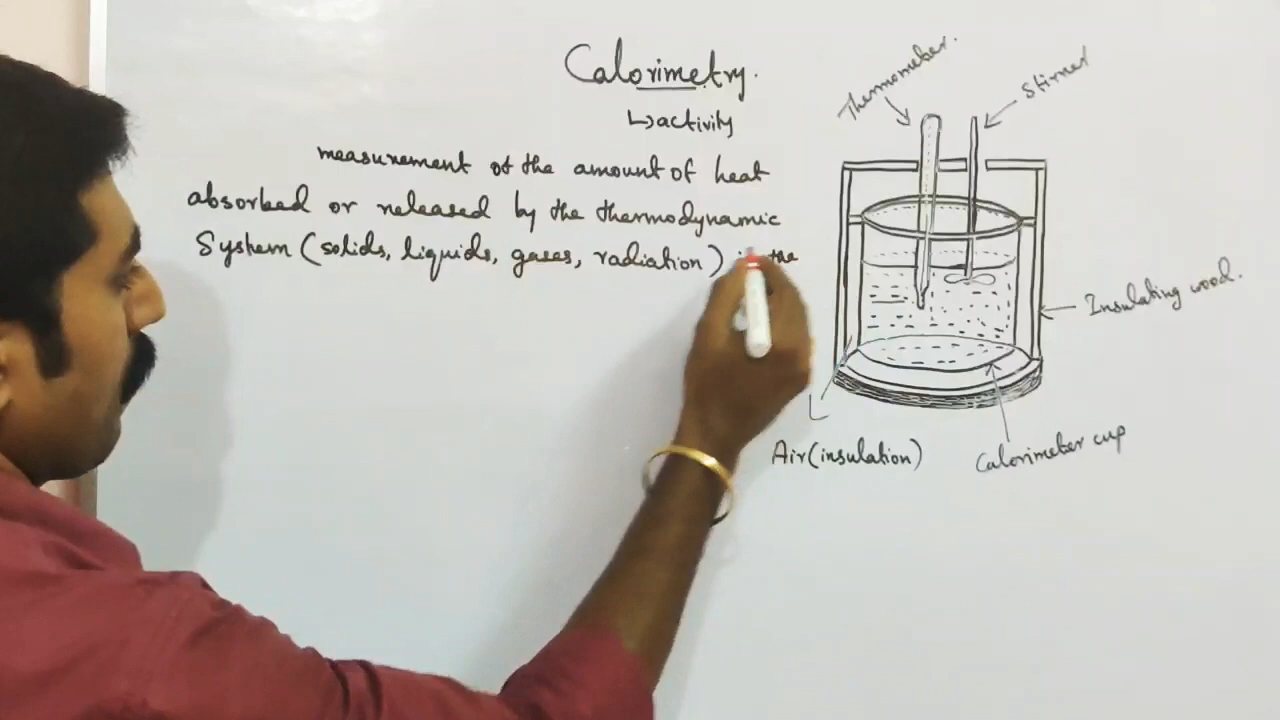 Calorimetry.
↳activity
measurement of the amount of heat
absorbed or released by the thermodynamic
System (solids, liquids, gases, radiation) the
Thermometer.
Stirrer
Insulating wood.
Air(insulation)
Calorimeter cup